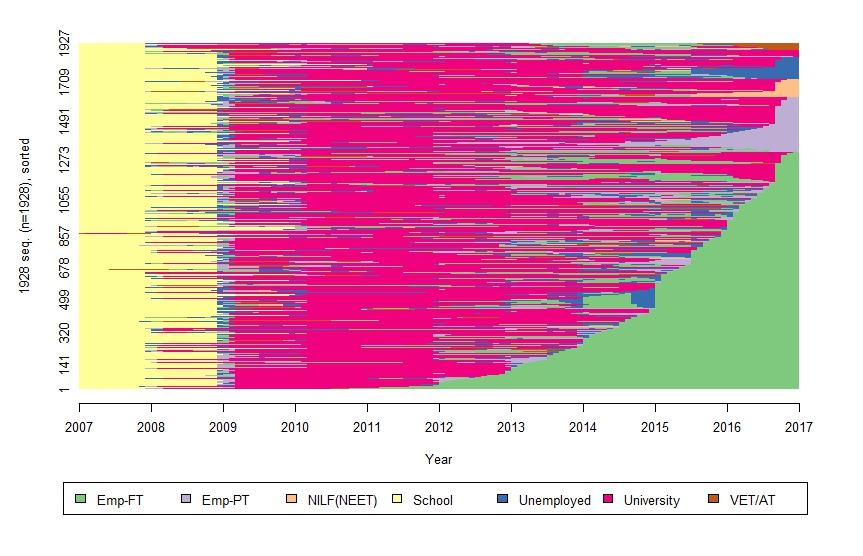 1928 seq. (n=1928), sorted
1927
1709
1491
1273
1055
857
678
499
320
141
1
2007 2008 2009 2010 2011 2012 2013 2014 2015 2016 2017
Year
Emp-FT Emp-PT NILF(NEET) School Unemployed University VET/AT